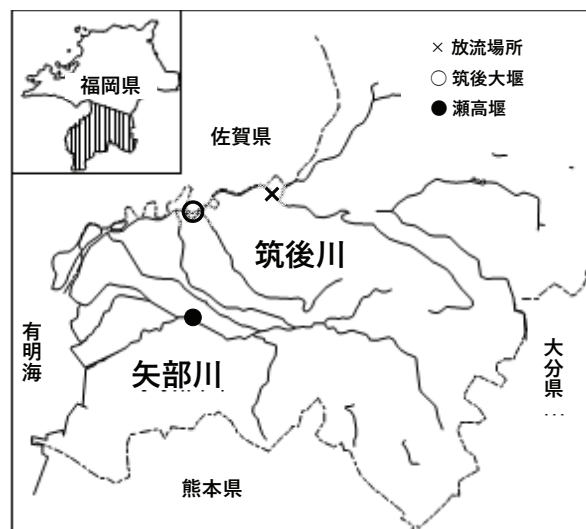 福岡県
× 放流場所
○ 筑後大堰
● 瀬高堰
佐賀県
筑後川
有明海
矢部川
大分県
熊本県